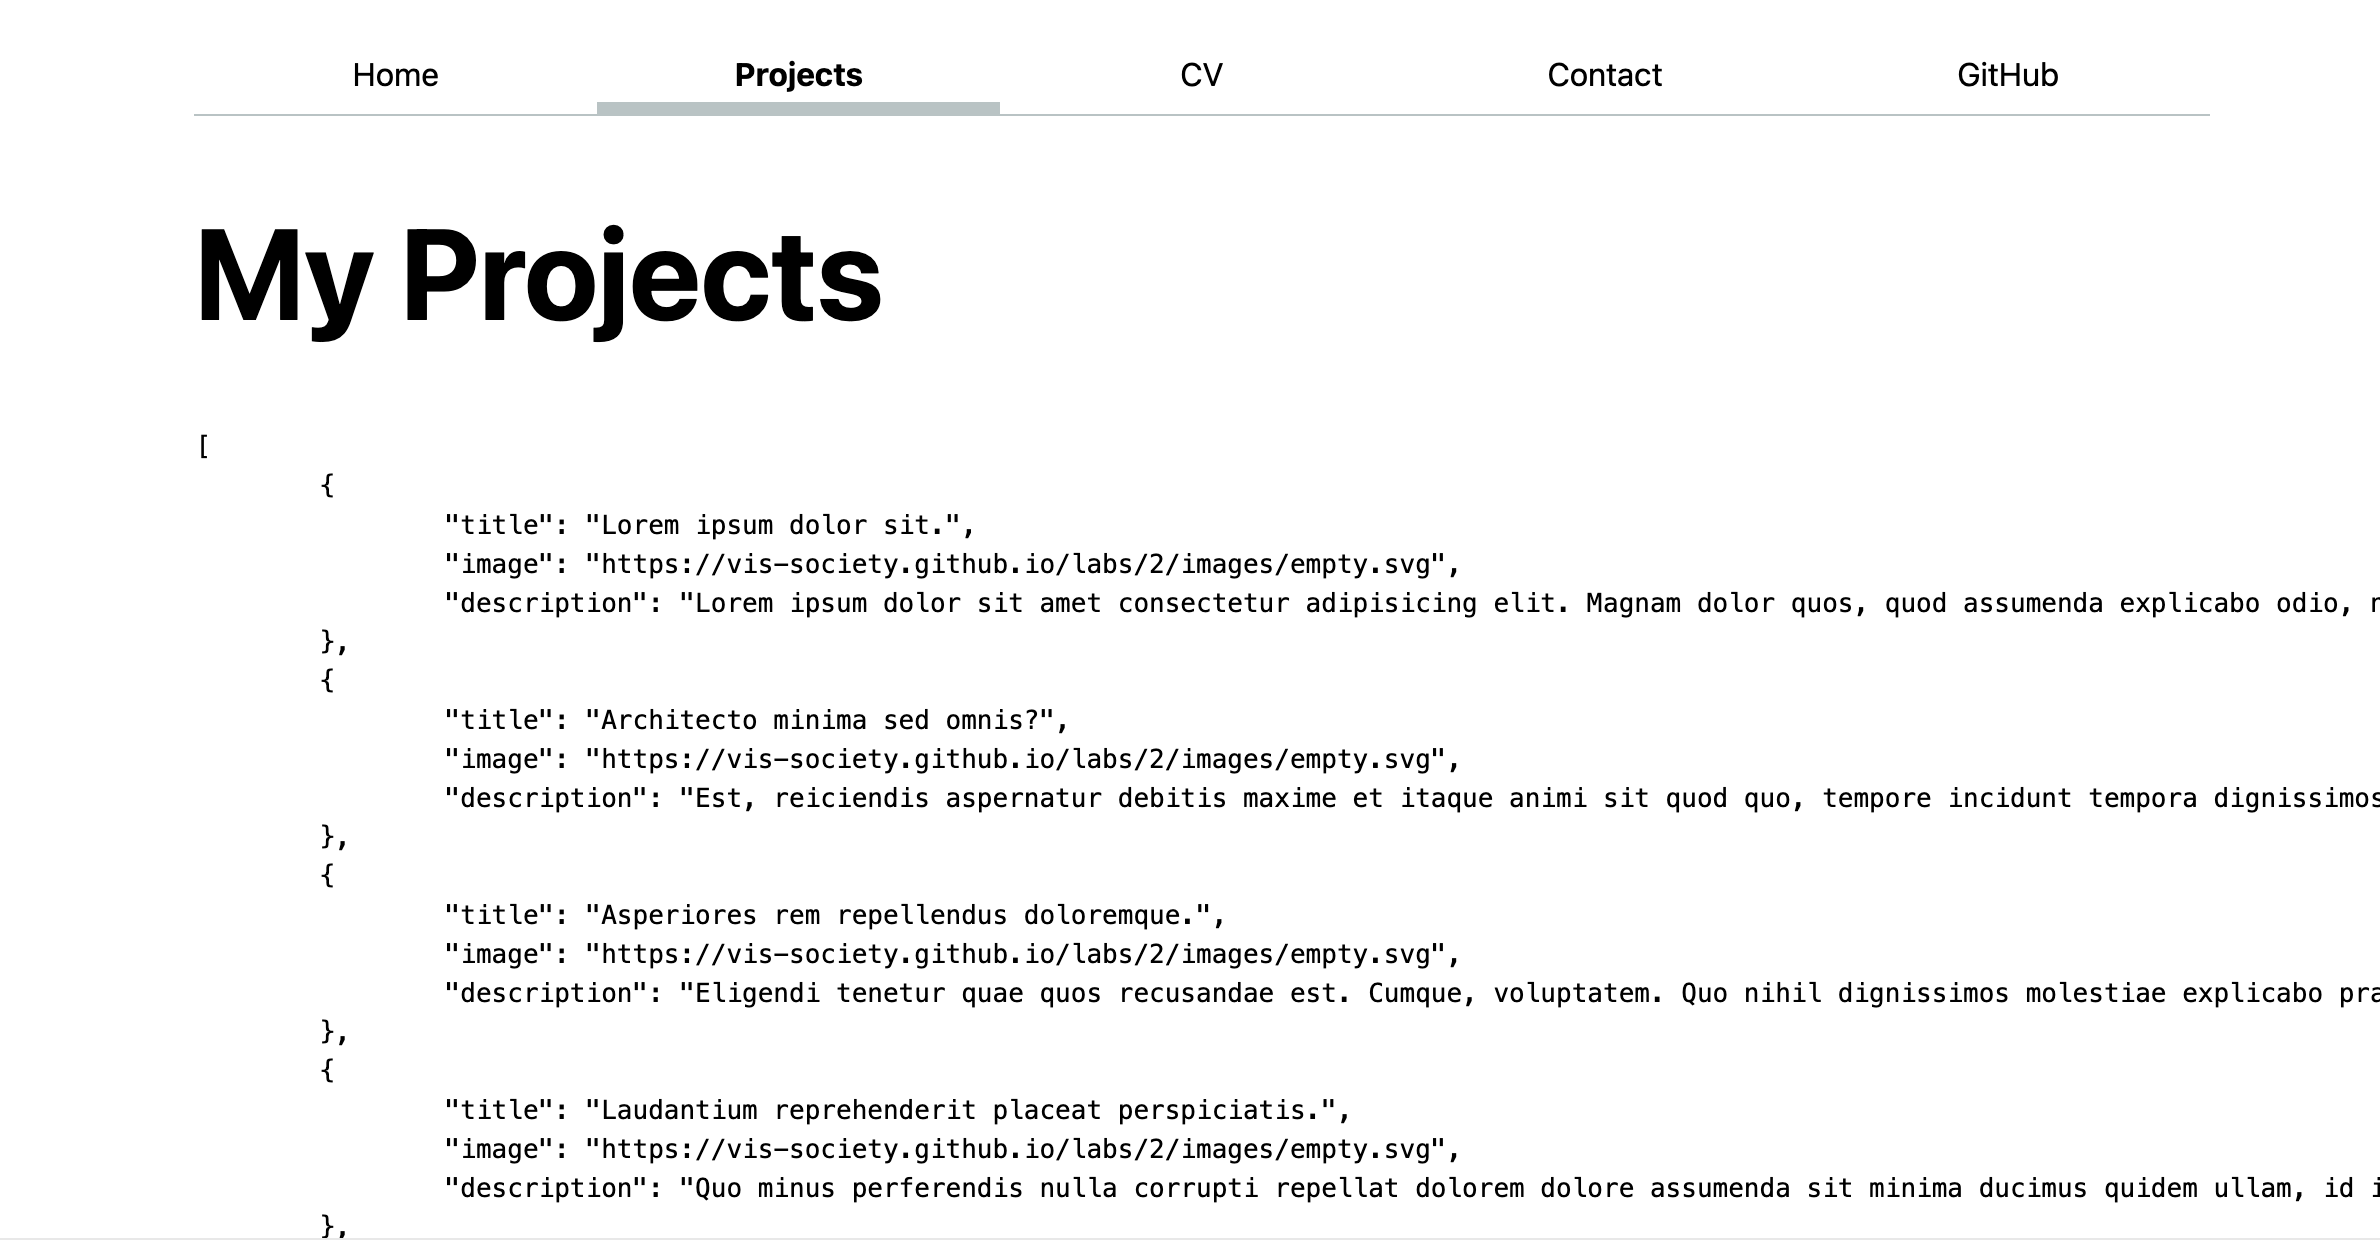 Home Projects CV Contact GitHub
My Projects
[
{
"title": "Lorem ipsum dolor sit.",
"image": "https://vis-society.github.io/labs/2/images/empty.svg",
"description": "Lorem ipsum dolor sit amet consectetur adipisicing elit. Magnam dolor quos, quod assumenda explicabo odio,
},
{
"title": "Architecto minima sed omnis?",
"image": "https://vis-society.github.io/labs/2/images/empty.svg",
"description": "Est, reiciendis aspernatur debitis maxime et itaque animi sit quod quo, tempore incidunt tempora dignissimos
},
{
"title": "Asperiores rem repellendus doloremque.",
"image": "https://vis-society.github.io/labs/2/images/empty.svg",
"description": "Eligendi tenetur quae quos recusandae est. Cumque, voluptatem. Quo nihil dignissimos molestiae explicabo
},
{
"title": "Laudantium reprehenderit placeat perspiciatis.",
"image": "https://vis-society.github.io/labs/2/images/empty.svg",
"description": "Quo minus perferendis nulla corrupti repellat dolorem dolore assumenda sit minima ducimus quidem ullam, id
},